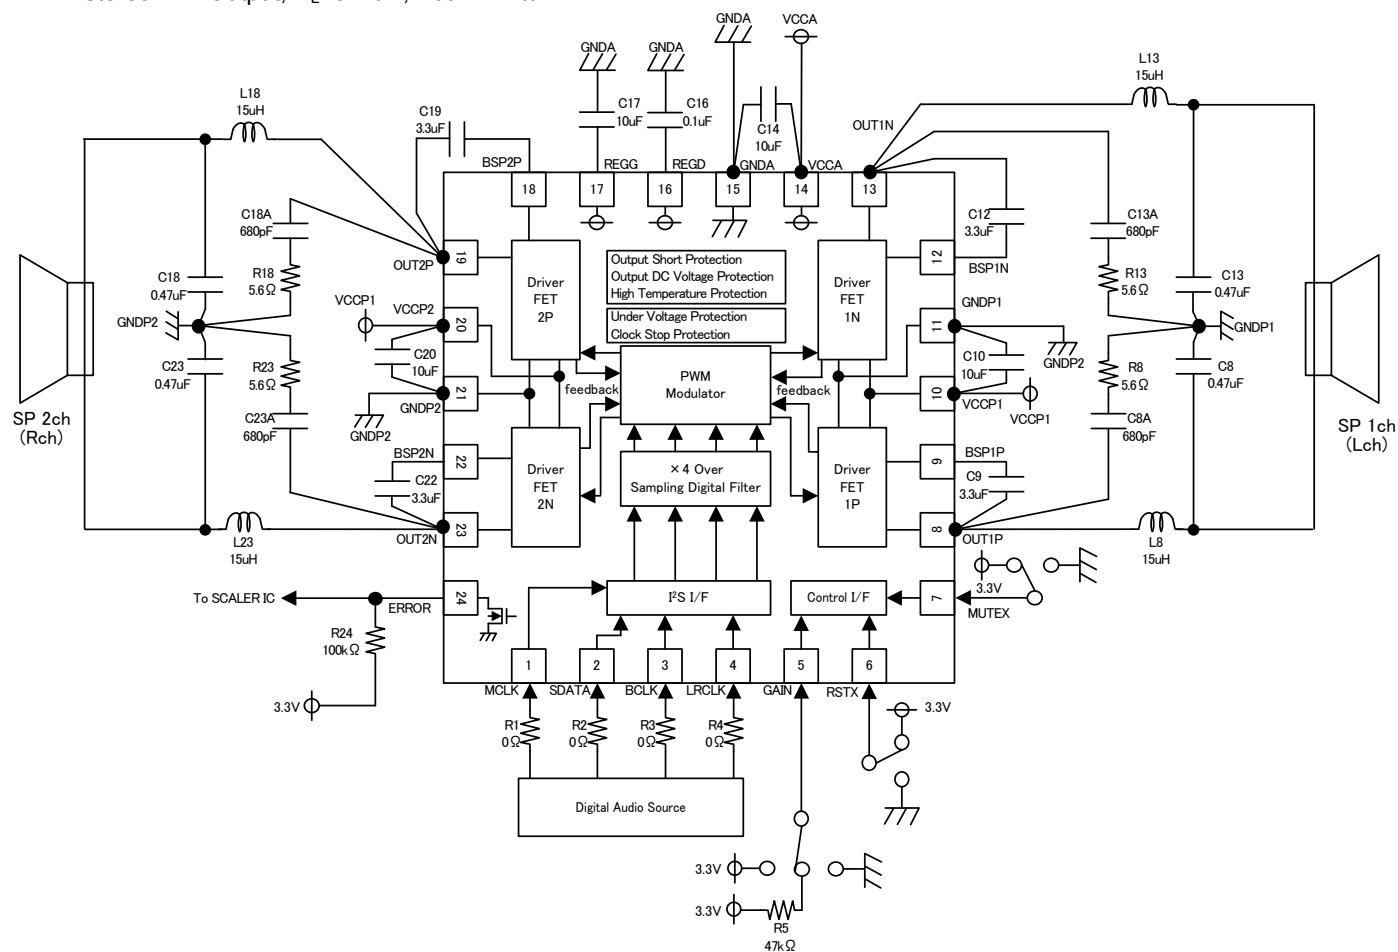 GNDA
VCCA
GNDA
GNDA
L13
15uH
L18
15uH
C19
3.3uF
C17
10uF
C16
0.1uF
C14
10uF
OUT1N
BSP2P
REGG
REGD
GNDA
VCCA
18
17
16
15
14
13
C18A
680pF
C12
3.3uF
C13A
680pF
OUT2P
19
Driver
FET
2P
Output Short Protection
Output DC Voltage Protection
High Temperature Protection
Driver
FET
1N
12
BSP1N
C18
0.47uF
R18
5.6Ω
R13
5.6Ω
C13
0.47uF
VCCP2
VCCP1
20
Under Voltage Protection
Clock Stop Protection
GNDP1
11
GNDP2
GNDP1
C23
0.47uF
R23
5.6Ω
C20
10uF
GNDP2
C10
10uF
R8
5.6Ω
C8
0.47uF
feedback
PWM
Modulator
feedback
21
GNDP2
10
VCCP1
VCCP1
SP 2ch
(Rch)
C23A
680pF
GNDP2
C8A
680pF
SP 1ch
(Lch)
BSP2N
22
Driver
FET
2N
×4 Over
Sampling Digital Filter
Driver
FET
1P
9
BSP1P
C22
3.3uF
C9
3.3uF
OUT2N
23
8
OUT1P
L23
15uH
L8
15uH
To SCALER IC
ERROR
24
I²S I/F
Control I/F
7
3.3V
MUTEX
R24
100kΩ
1
2
3
4
5
6
MCLK
SDATA
BCLK
LRCLK
GAIN
RSTX
3.3V
3.3V
R1
0Ω
R2
0Ω
R3
0Ω
R4
0Ω
Digital Audio Source
3.3V
3.3V
R5
47kΩ